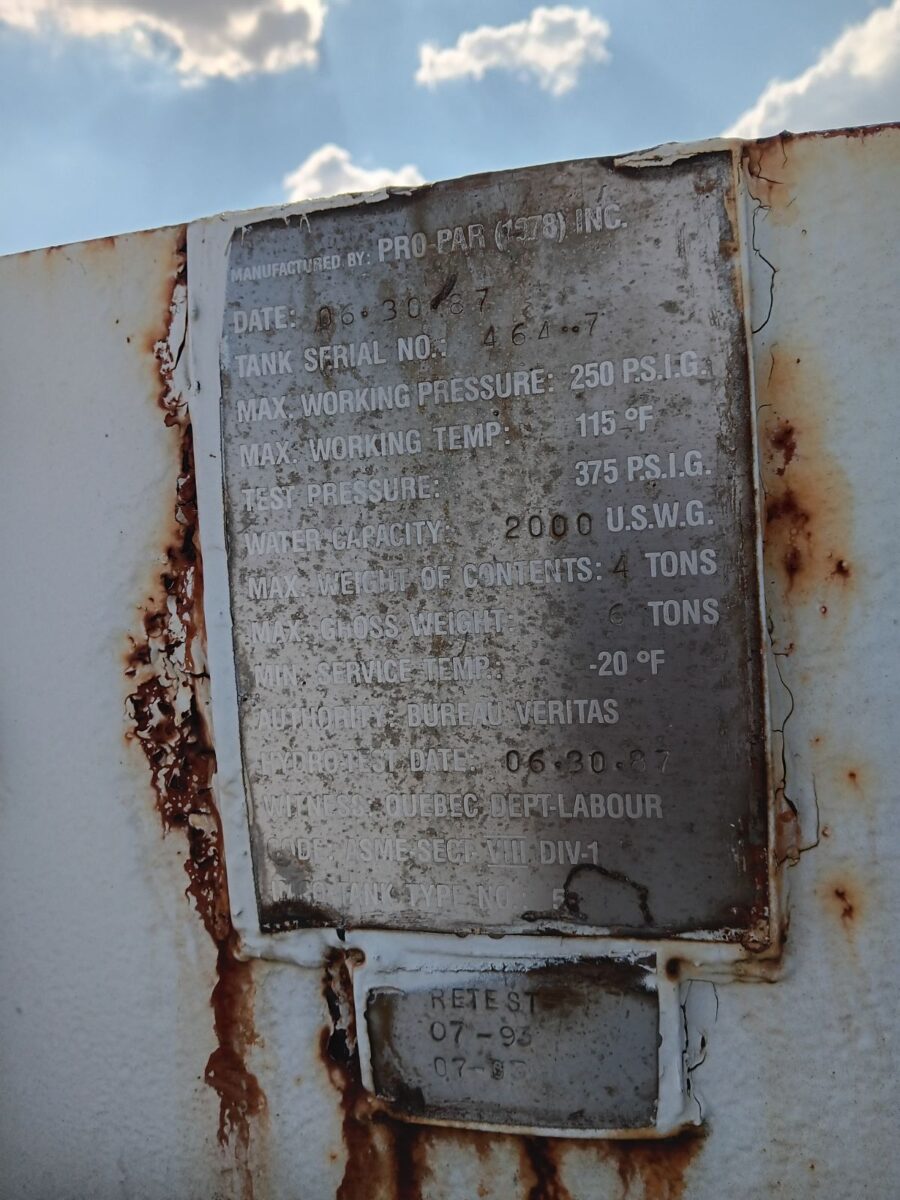 MANUFACTURED BY: PRO-PAR (1978) INC.
DATE: 06·30·87
TANK SERIAL NO.: 464··7
MAX. WORKING PRESSURE: 250 P.S.I.G.
MAX. WORKING TEMP: 115 °F
TEST PRESSURE: 375 P.S.I.G.
WATER CAPACITY: 2000 U.S.W.G.
MAX. WEIGHT OF CONTENTS: 4 TONS
MAX. GROSS WEIGHT: 6 TONS
MIN. SERVICE TEMP.: -20 °F
AUTHORITY: BUREAU VERITAS
HYDROTEST DATE: 06·30·87
WITNESS: QUEBEC DEPT-LABOUR
CODE: ASME-SECT VIII DIV-1
TANK TYPE NO.: 
RETEST
07-93